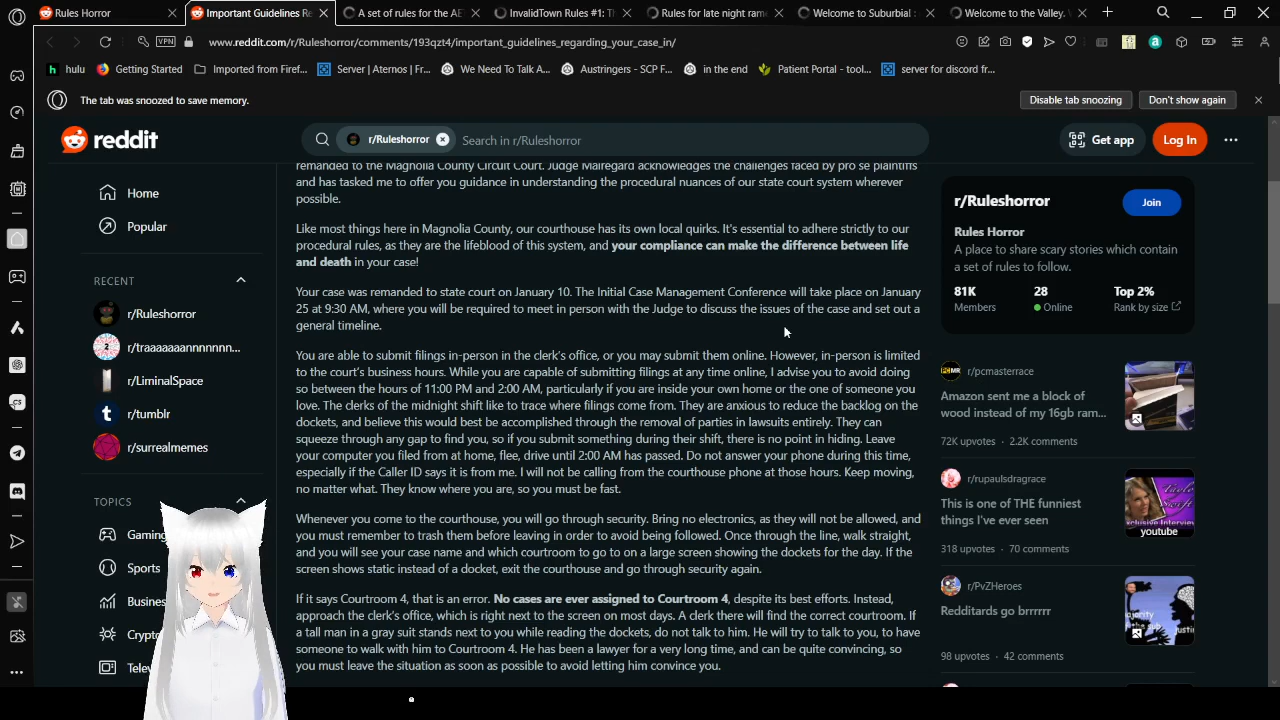 Rules Horror
Important Guidelines Re
A set of rules for the AE
InvalidTown Rules #1: Th
Rules for late night ram
Welcome to Suburbial :
Welcome to the Valley.
VPN
www.reddit.com/r/Ruleshorror/comments/193qzt4/important_guidelines_regarding_your_case_in/
hulu
Getting Started
Imported from Firef...
Server | Aternos | Fr...
We Need To Talk A...
Austringers - SCP F...
in the end
Patient Portal - tool...
server for discord fr...
The tab was snoozed to save memory.
Disable tab snoozing
Don't show again
reddit
r/Ruleshorror
Search in r/Ruleshorror
Get app
Log In
Home
Popular
RECENT
r/Ruleshorror
r/traaaaaaannnnnnn...
r/LiminalSpace
r/tumblr
r/surrealmemes
TOPICS
Gaming
Sports
Busines
Crypto
Telev
remanded to the Magnolia County Circuit Court. Judge Malregard acknowledges the challenges faced by pro se plaintiffs
and has tasked me to offer you guidance in understanding the procedural nuances of our state court system wherever
possible.
Like most things here in Magnolia County, our courthouse has its own local quirks. It's essential to adhere strictly to our
procedural rules, as they are the lifeblood of this system, and your compliance can make the difference between life
and death in your case!
Your case was remanded to state court on January 10. The Initial Case Management Conference will take place on January
25 at 9:30 AM, where you will be required to meet in person with the Judge to discuss the issues of the case and set out a
general timeline.
You are able to submit filings in-person in the clerk's office, or you may submit them online. However, in-person is limited
to the court's business hours. While you are capable of submitting filings at any time online, I advise you to avoid doing
so between the hours of 11:00 PM and 2:00 AM, particularly if you are inside your own home or the one of someone you
love. The clerks of the midnight shift like to trace where filings come from. They are anxious to reduce the backlog on the
dockets, and believe this would best be accomplished through the removal of parties in lawsuits entirely. They can
squeeze through any gap to find you, so if you submit something during their shift, there is no point in hiding. Leave
your computer you filed from at home, flee, drive until 2:00 AM has passed. Do not answer your phone during this time,
especially if the Caller ID says it is from me. I will not be calling from the courthouse phone at those hours. Keep moving,
no matter what. They know where you are, so you must be fast.
Whenever you come to the courthouse, you will go through security. Bring no electronics, as they will not be allowed, and
you must remember to trash them before leaving in order to avoid being followed. Once through the line, walk straight,
and you will see your case name and which courtroom to go to on a large screen showing the dockets for the day. If the
screen shows static instead of a docket, exit the courthouse and go through security again.
If it says Courtroom 4, that is an error. No cases are ever assigned to Courtroom 4, despite its best efforts. Instead,
approach the clerk's office, which is right next to the screen on most days. A clerk there will find the correct courtroom. If
a tall man in a gray suit stands next to you while reading the dockets, do not talk to him. He will try to talk to you, to have
someone to walk with him to Courtroom 4. He has been a lawyer for a very long time, and can be quite convincing, so
you must leave the situation as soon as possible to avoid letting him convince you.
r/Ruleshorror
Join
Rules Horror
A place to share scary stories which contain
a set of rules to follow.
81K
28
Top 2%
Members
Online
Rank by size
r/pcmasterrace
Amazon sent me a block of
wood instead of my 16gb ram...
72K upvotes · 2.2K comments
r/rupaulsdragrace
This is one of THE funniest
things I've ever seen
318 upvotes · 70 comments
youtube
r/PvZHeroes
Redditards go brrrrrr
98 upvotes · 42 comments